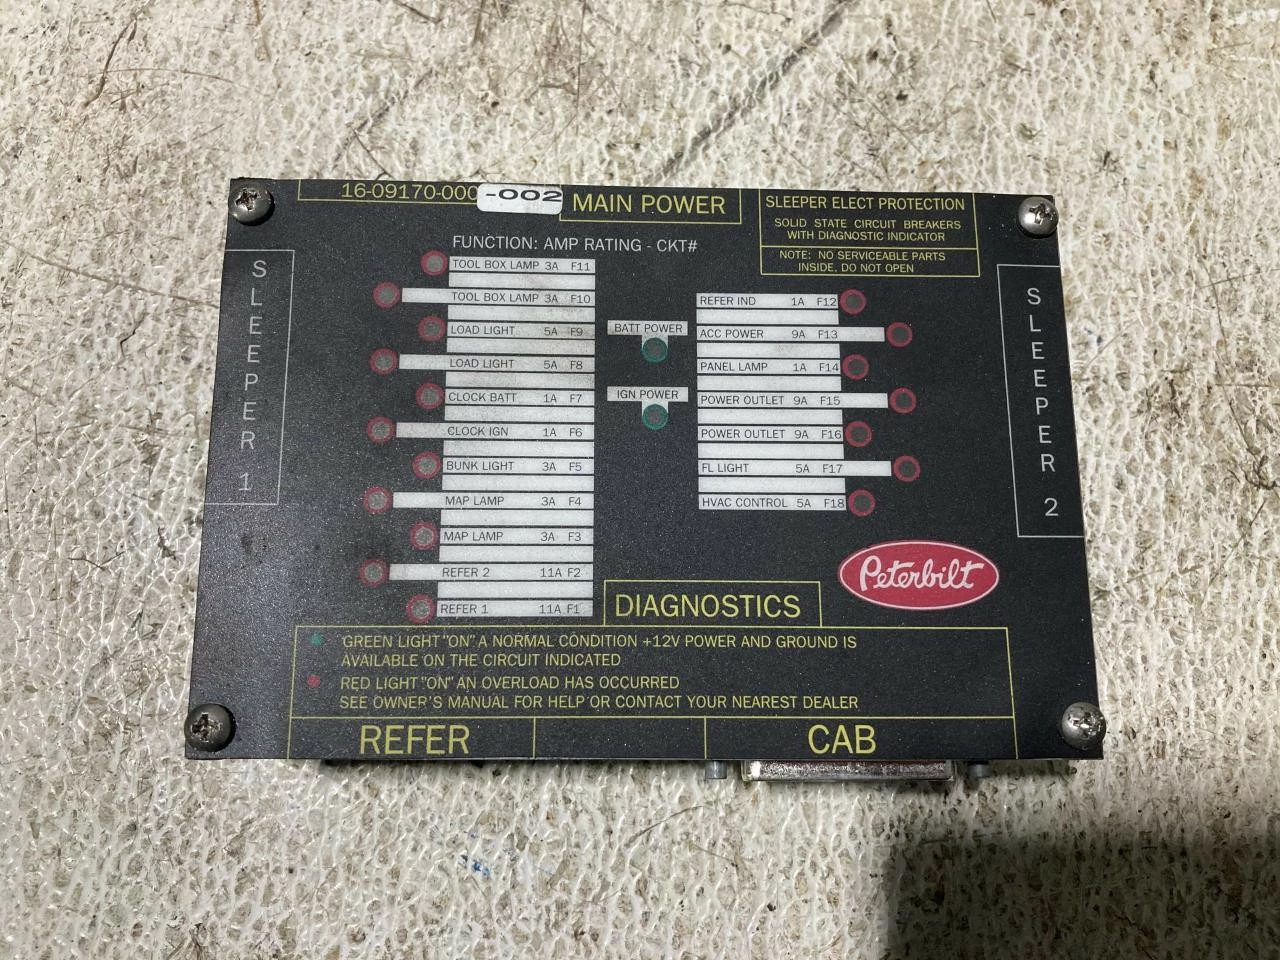 16-09170-000 -002
MAIN POWER
SLEEPER ELECT PROTECTION
SOLID STATE CIRCUIT BREAKERS
WITH DIAGNOSTIC INDICATOR
NOTE: NO SERVICEABLE PARTS
INSIDE, DO NOT OPEN
FUNCTION: AMP RATING - CKT#
SLEEPER 1
TOOL BOX LAMP 3A F11
TOOL BOX LAMP 3A F10
LOAD LIGHT 5A F9
LOAD LIGHT 5A F8
CLOCK BATT 1A F7
CLOCK IGN 1A F6
BUNK LIGHT 3A F5
MAP LAMP 3A F4
MAP LAMP 3A F3
REFER 2 11A F2
REFER 1 11A F1
BATT POWER
IGN POWER
REFER IND 1A F12
ACC POWER 9A F13
PANEL LAMP 1A F14
POWER OUTLET 9A F15
POWER OUTLET 9A F16
FL LIGHT 5A F17
HVAC CONTROL 5A F18
SLEEPER 2
Peterbilt
DIAGNOSTICS
GREEN LIGHT "ON" A NORMAL CONDITION +12V POWER AND GROUND IS
AVAILABLE ON THE CIRCUIT INDICATED
RED LIGHT "ON" AN OVERLOAD HAS OCCURRED
SEE OWNER'S MANUAL FOR HELP OR CONTACT YOUR NEAREST DEALER
REFER
CAB